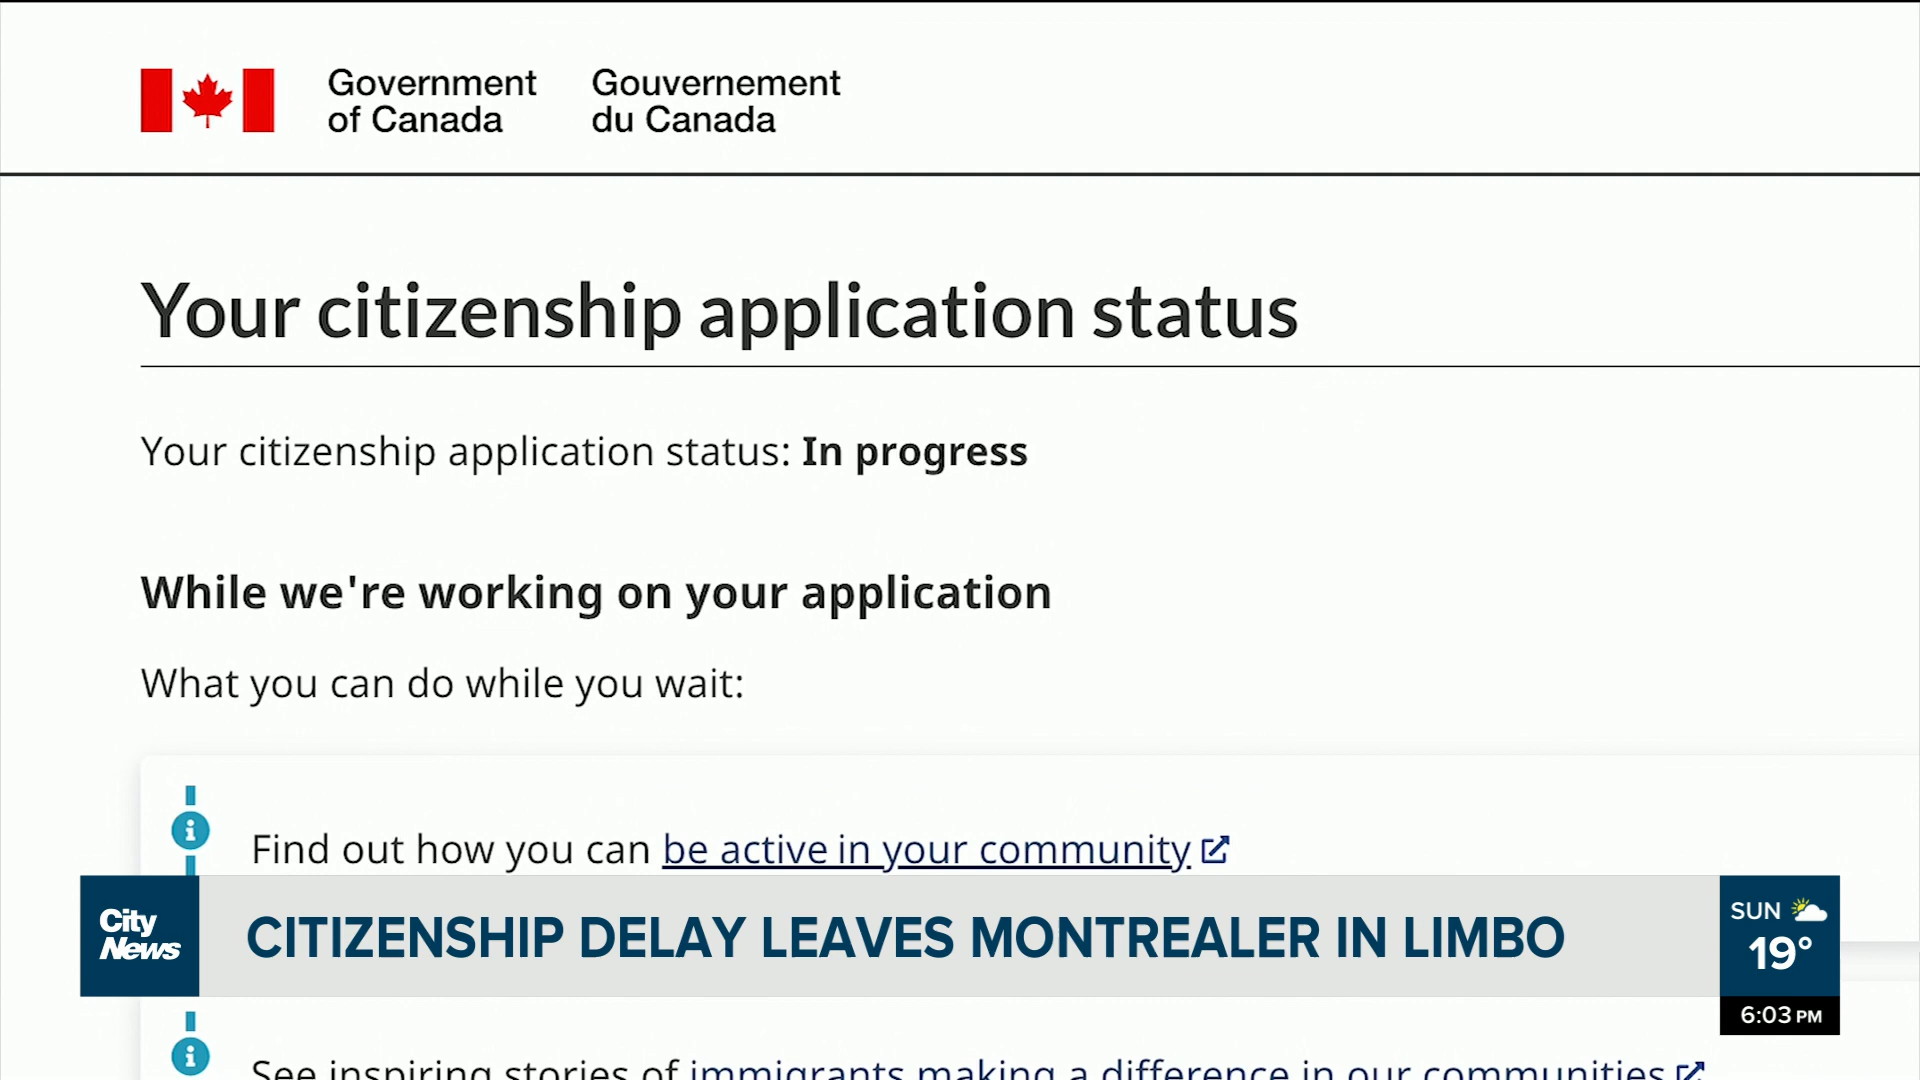 Government Gouvernement
of Canada du Canada
Your citizenship application status
Your citizenship application status: In progress
While we're working on your application
What you can do while you wait:
Find out how you can be active in your community
City
News
CITIZENSHIP DELAY LEAVES MONTREALER IN LIMBO
SUN
19°
6:03 PM
See inspiring stories of immigrants making a difference in our communities